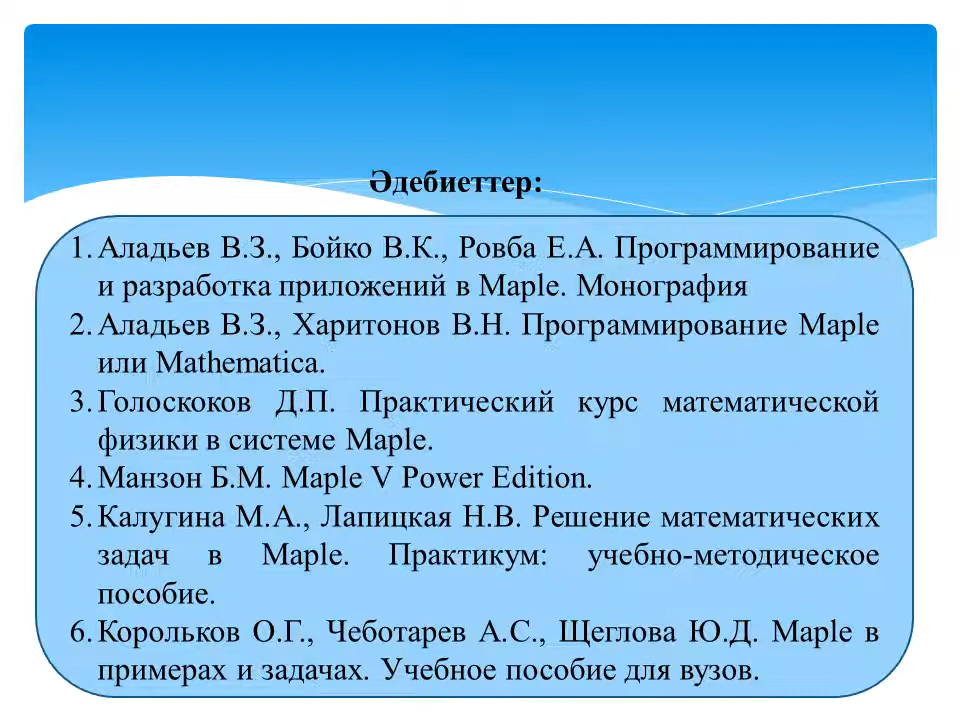 Әдебиеттер:
1. Аладьев В.З., Бойко В.К., Ровба Е.А. Программирование
и разработка приложений в Maple. Монография
2. Аладьев В.З., Харитонов В.Н. Программирование Maple
или Mathematica.
3. Голоскоков Д.П. Практический курс математической
физики в системе Maple.
4. Манзон Б.М. Maple V Power Edition.
5. Калугина М.А., Лапицкая Н.В. Решение математических
задач в Maple. Практикум: учебно-методическое
пособие.
6. Корольков О.Г., Чеботарев А.С., Щеглова Ю.Д. Maple в
примерах и задачах. Учебное пособие для вузов.